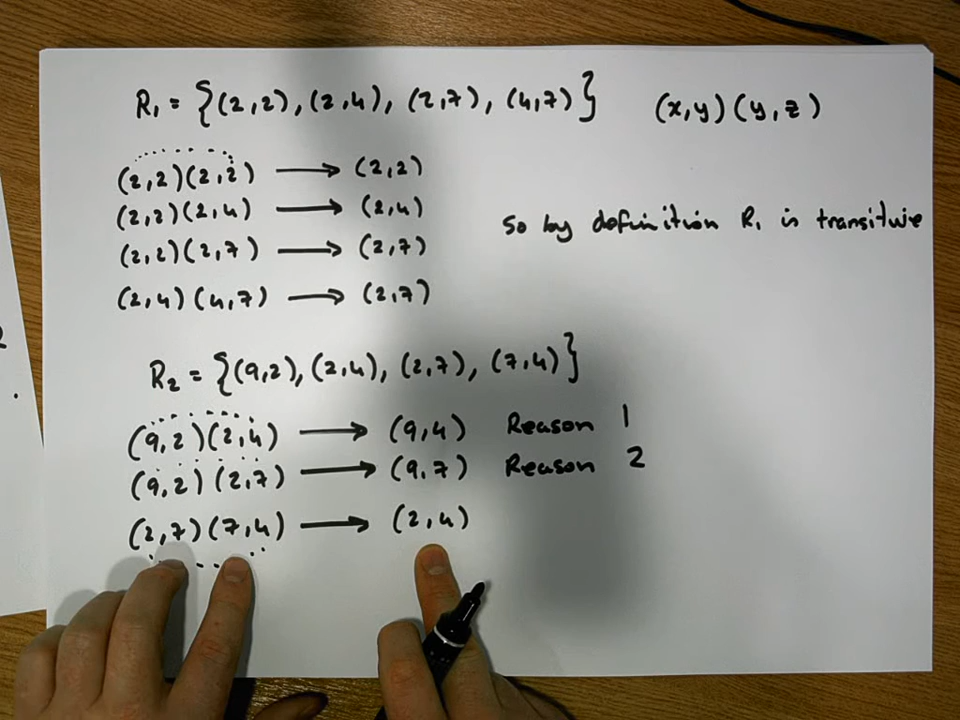 R₁ = {(2,2), (2,4), (2,7), (4,7)} (x,y)(y,z)
(2,2)(2,2) ⟶ (2,2)
(2,2)(2,4) ⟶ (2,4)
So by definition R₁ is transitive
(2,2)(2,7) ⟶ (2,7)
(2,4)(4,7) ⟶ (2,7)
R₂ = {(9,2), (2,4), (2,7), (7,4)}
(9,2)(2,4) ⟶ (9,4) Reason 1
(9,2)(2,7) ⟶ (9,7) Reason 2
(2,7)(7,4) ⟶ (2,4)